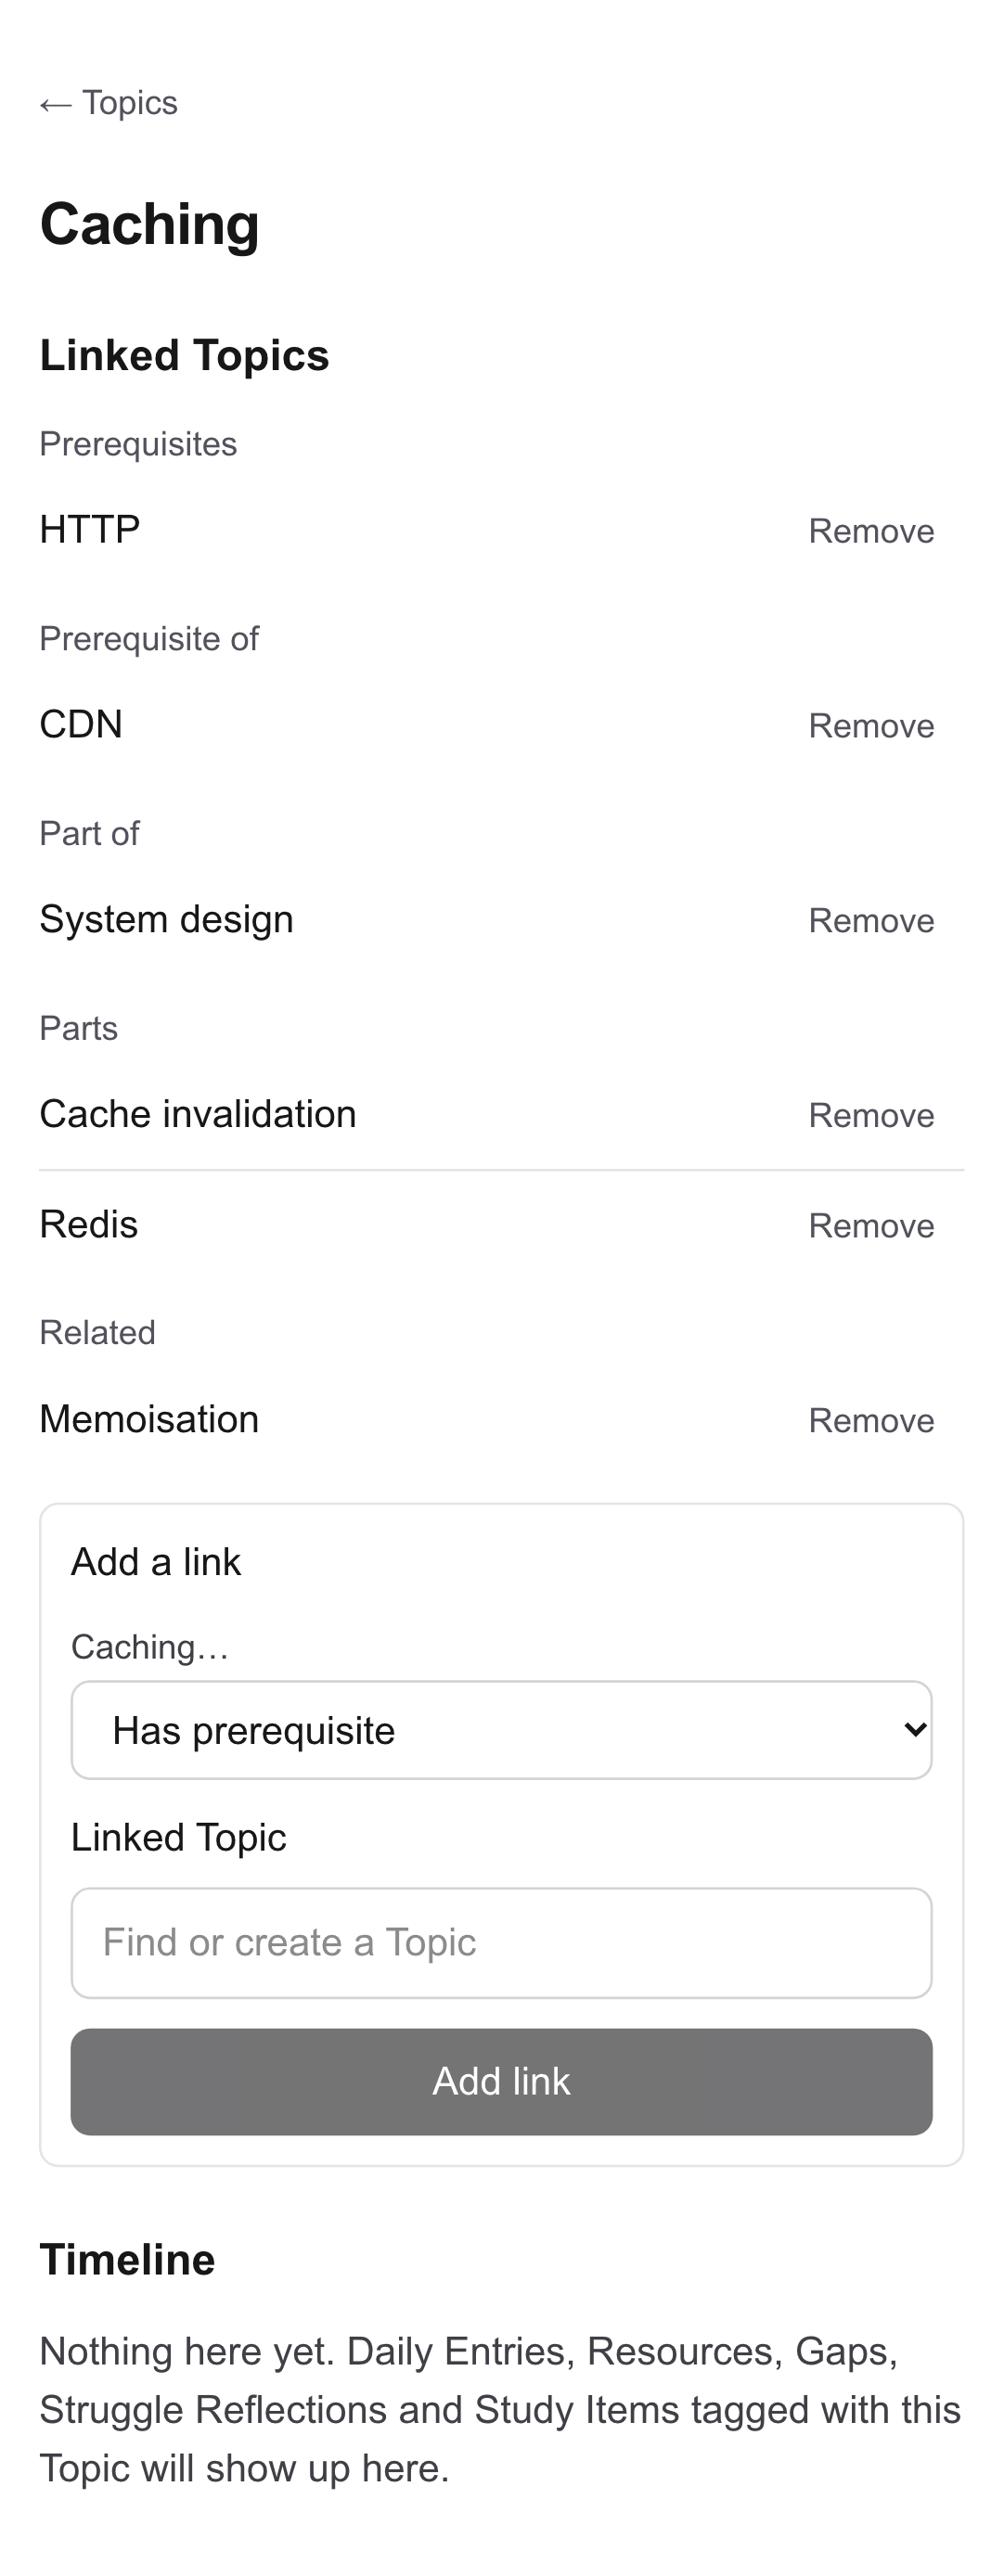 ← Topics
Caching
Linked Topics
Prerequisites
HTTP Remove
Prerequisite of
CDN Remove
Part of
System design Remove
Parts
Cache invalidation Remove
Redis Remove
Related
Memoisation Remove
Add a link
Caching…
Has prerequisite
Linked Topic
Find or create a Topic
Add link
Timeline
Nothing here yet. Daily Entries, Resources, Gaps,
Struggle Reflections and Study Items tagged with this
Topic will show up here.